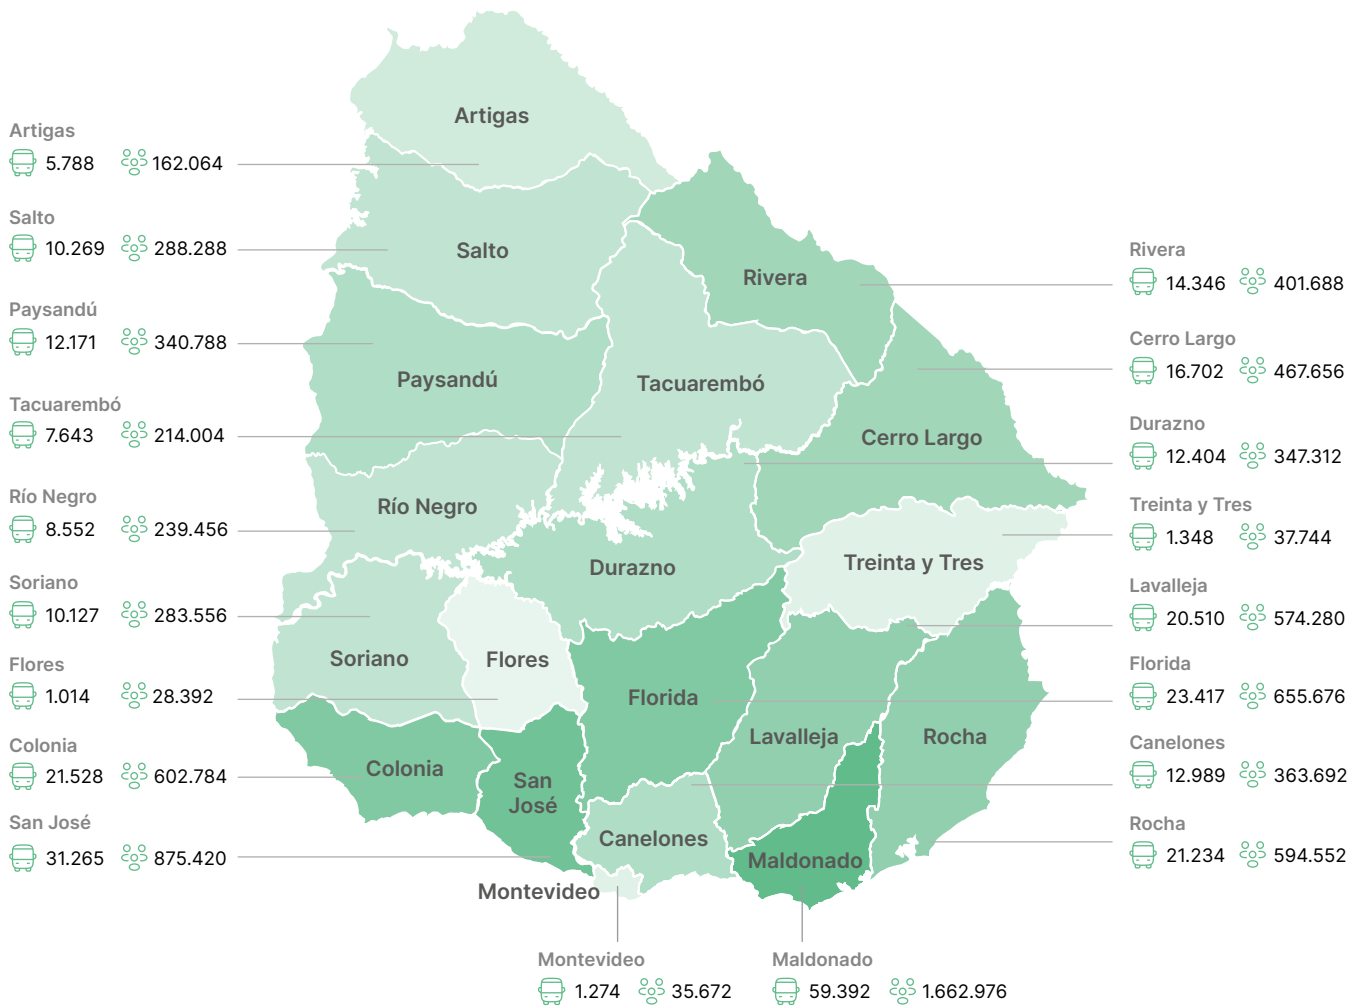 Artigas
5.788 162.064
Salto
10.269 288.288
Paysandú
12.171 340.788
Tacuarembó
7.643 214.004
Río Negro
8.552 239.456
Soriano
10.127 283.556
Flores
1.014 28.392
Colonia
21.528 602.784
San José
31.265 875.420
Artigas
Salto
Rivera
Paysandú
Tacuarembó
Cerro Largo
Río Negro
Durazno
Treinta y Tres
Soriano
Flores
Florida
Lavalleja
Rocha
Colonia
San
José
Canelones
Maldonado
Montevideo
Rivera
14.346 401.688
Cerro Largo
16.702 467.656
Durazno
12.404 347.312
Treinta y Tres
1.348 37.744
Lavalleja
20.510 574.280
Florida
23.417 655.676
Canelones
12.989 363.692
Rocha
21.234 594.552
Montevideo
1.274 35.672
Maldonado
59.392 1.662.976